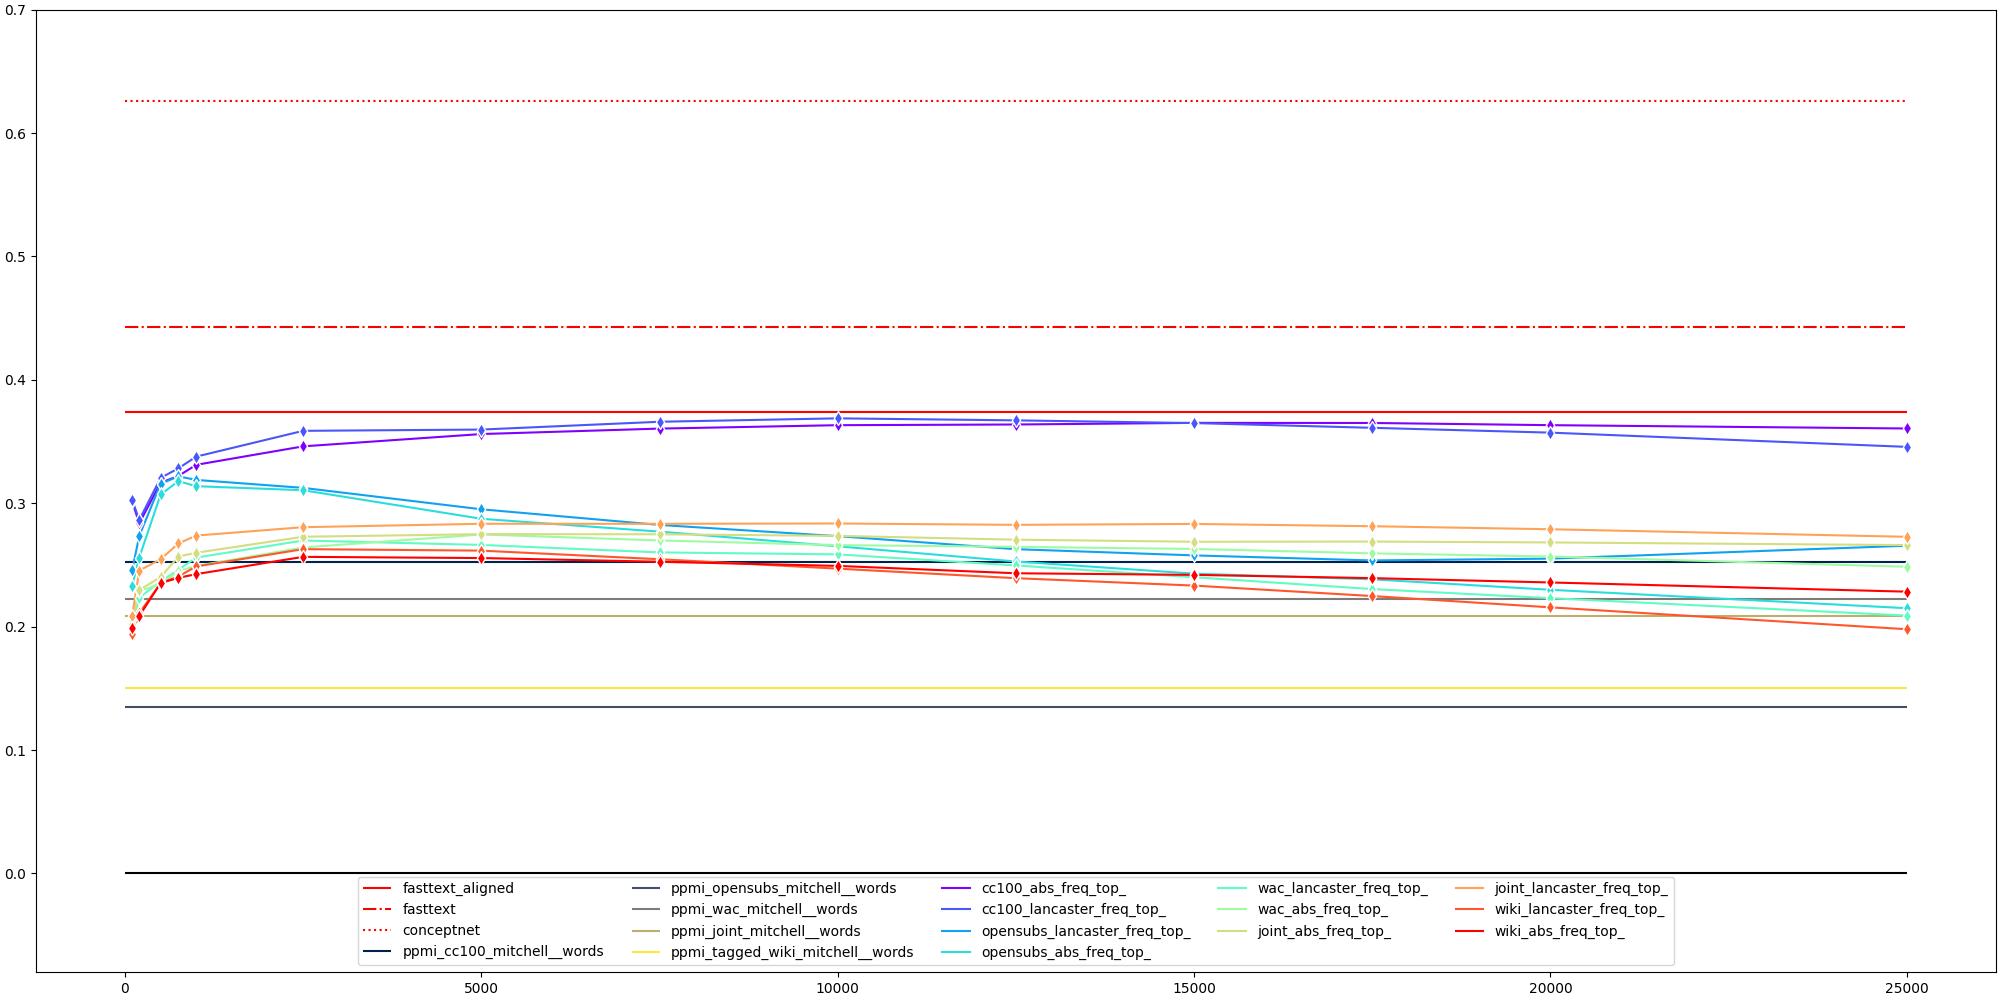 0.7
0.6
0.5
0.4
0.3
0.2
0.1
0.0
fasttext_aligned
fasttext
conceptnet
ppmi_cc100_mitchell__words
ppmi_opensubs_mitchell__words
ppmi_wac_mitchell__words
ppmi_joint_mitchell__words
ppmi_tagged_wiki_mitchell__words
cc100_abs_freq_top_
cc100_lancaster_freq_top_
opensubs_lancaster_freq_top_
opensubs_abs_freq_top_
wac_lancaster_freq_top_
wac_abs_freq_top_
joint_abs_freq_top_
joint_lancaster_freq_top_
wiki_lancaster_freq_top_
wiki_abs_freq_top_
0 5000 10000 15000 20000 25000